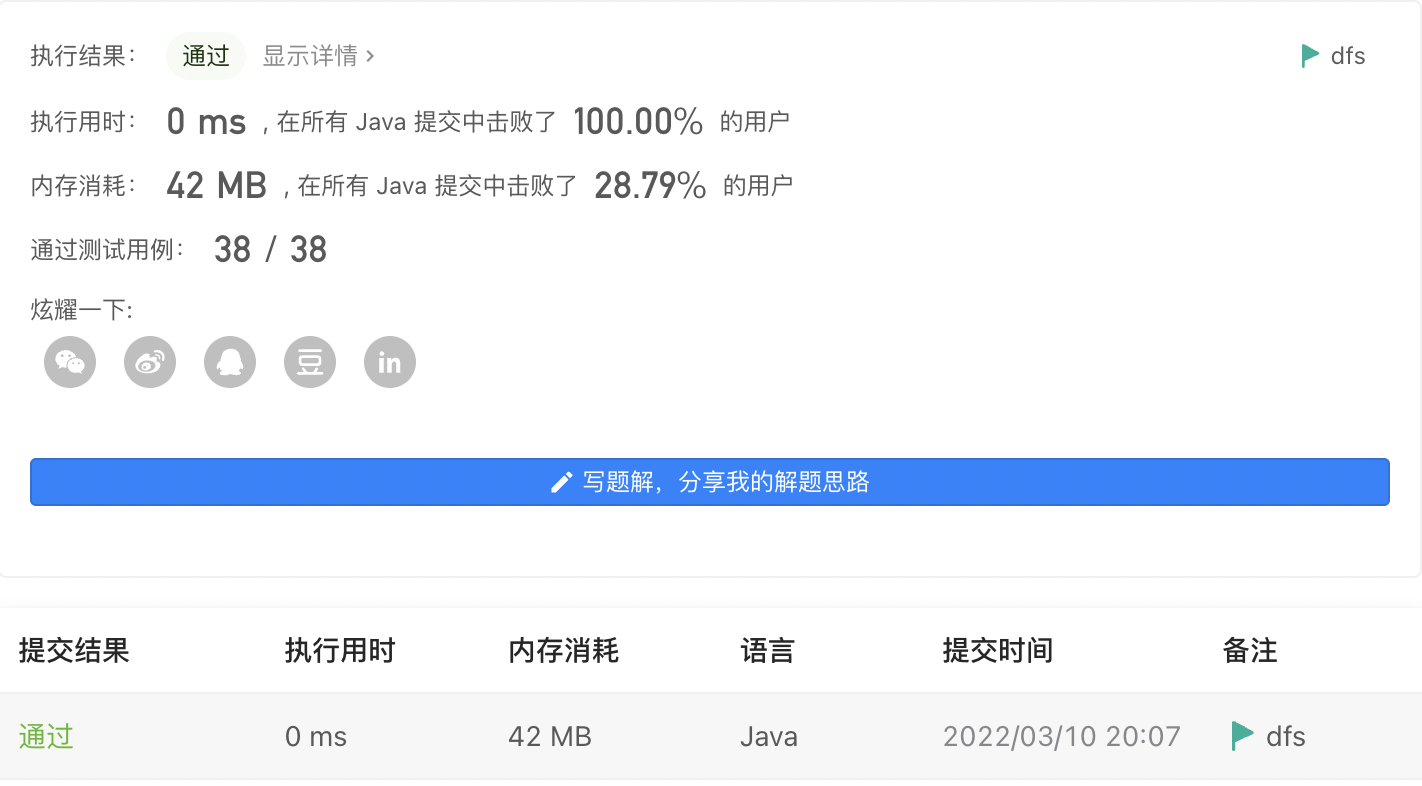 执行结果： 通过 显示详情 › dfs
执行用时： 0 ms , 在所有 Java 提交中击败了 100.00% 的用户
内存消耗： 42 MB , 在所有 Java 提交中击败了 28.79% 的用户
通过测试用例： 38 / 38
炫耀一下:
豆 in
写题解，分享我的解题思路
提交结果 执行用时 内存消耗 语言 提交时间 备注
通过 0 ms 42 MB Java 2022/03/10 20:07 dfs